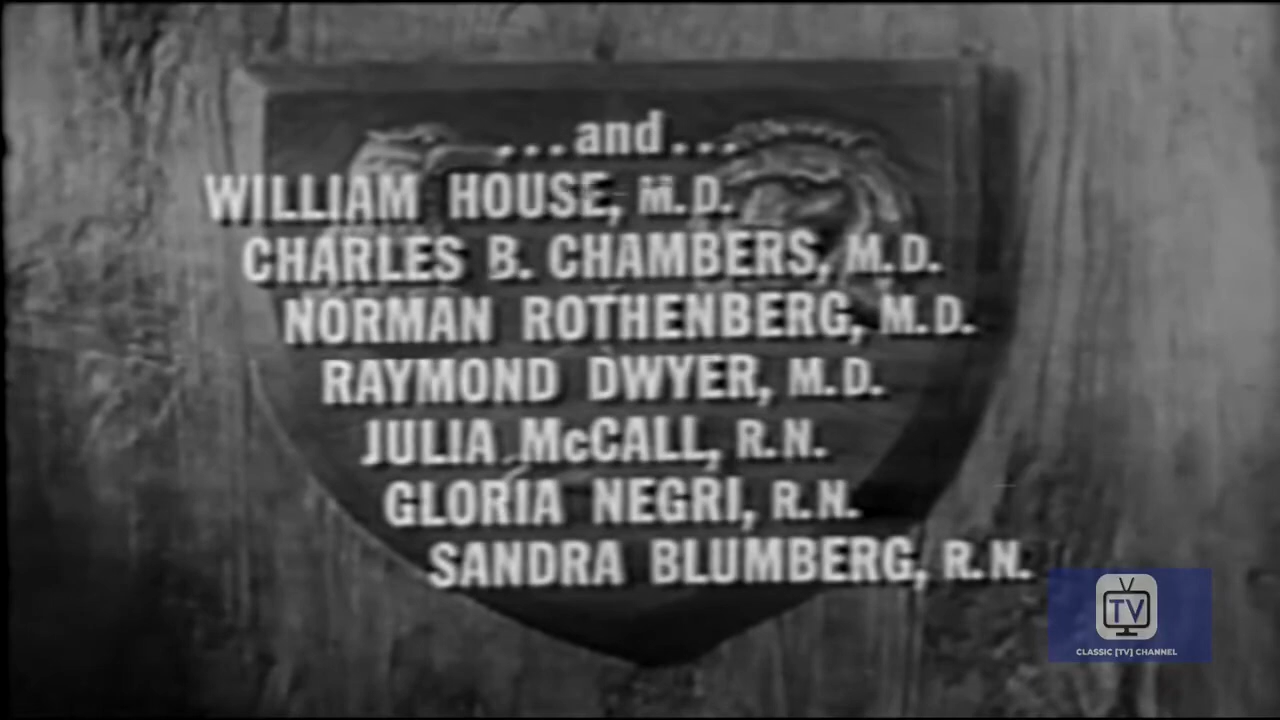 ...and...
WILLIAM HOUSE, M.D.
CHARLES B. CHAMBERS, M.D.
NORMAN ROTHENBERG, M.D.
RAYMOND DWYER, M.D.
JULIA McCALL, R.N.
GLORIA NEGRI, R.N.
SANDRA BLUMBERG, R.N.
TV
CLASSIC [TV] CHANNEL